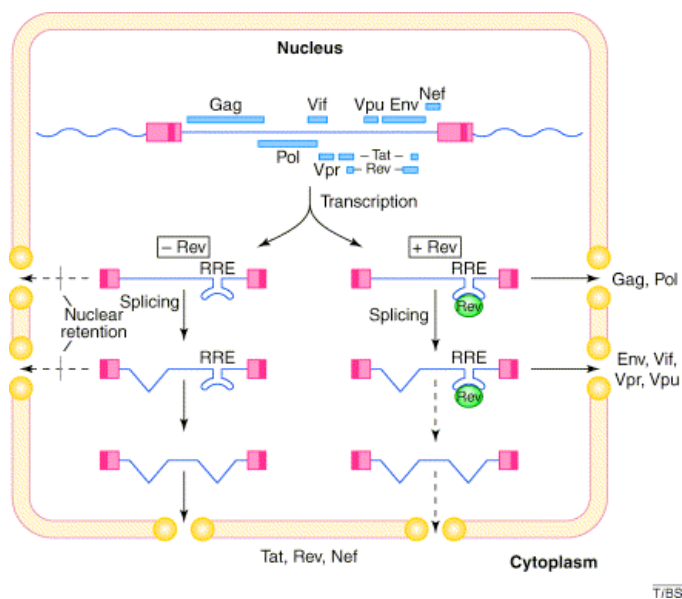 Nucleus
Nef
Gag
Vif
Vpu Env
Pol
Vpr
– Tat –
– Rev –
Transcription
– Rev
+ Rev
RRE
RRE
Rev
Gag, Pol
Splicing
Splicing
Nuclear
retention
RRE
RRE
Rev
Env, Vif,
Vpr, Vpu
Tat, Rev, Nef
Cytoplasm
TiBS